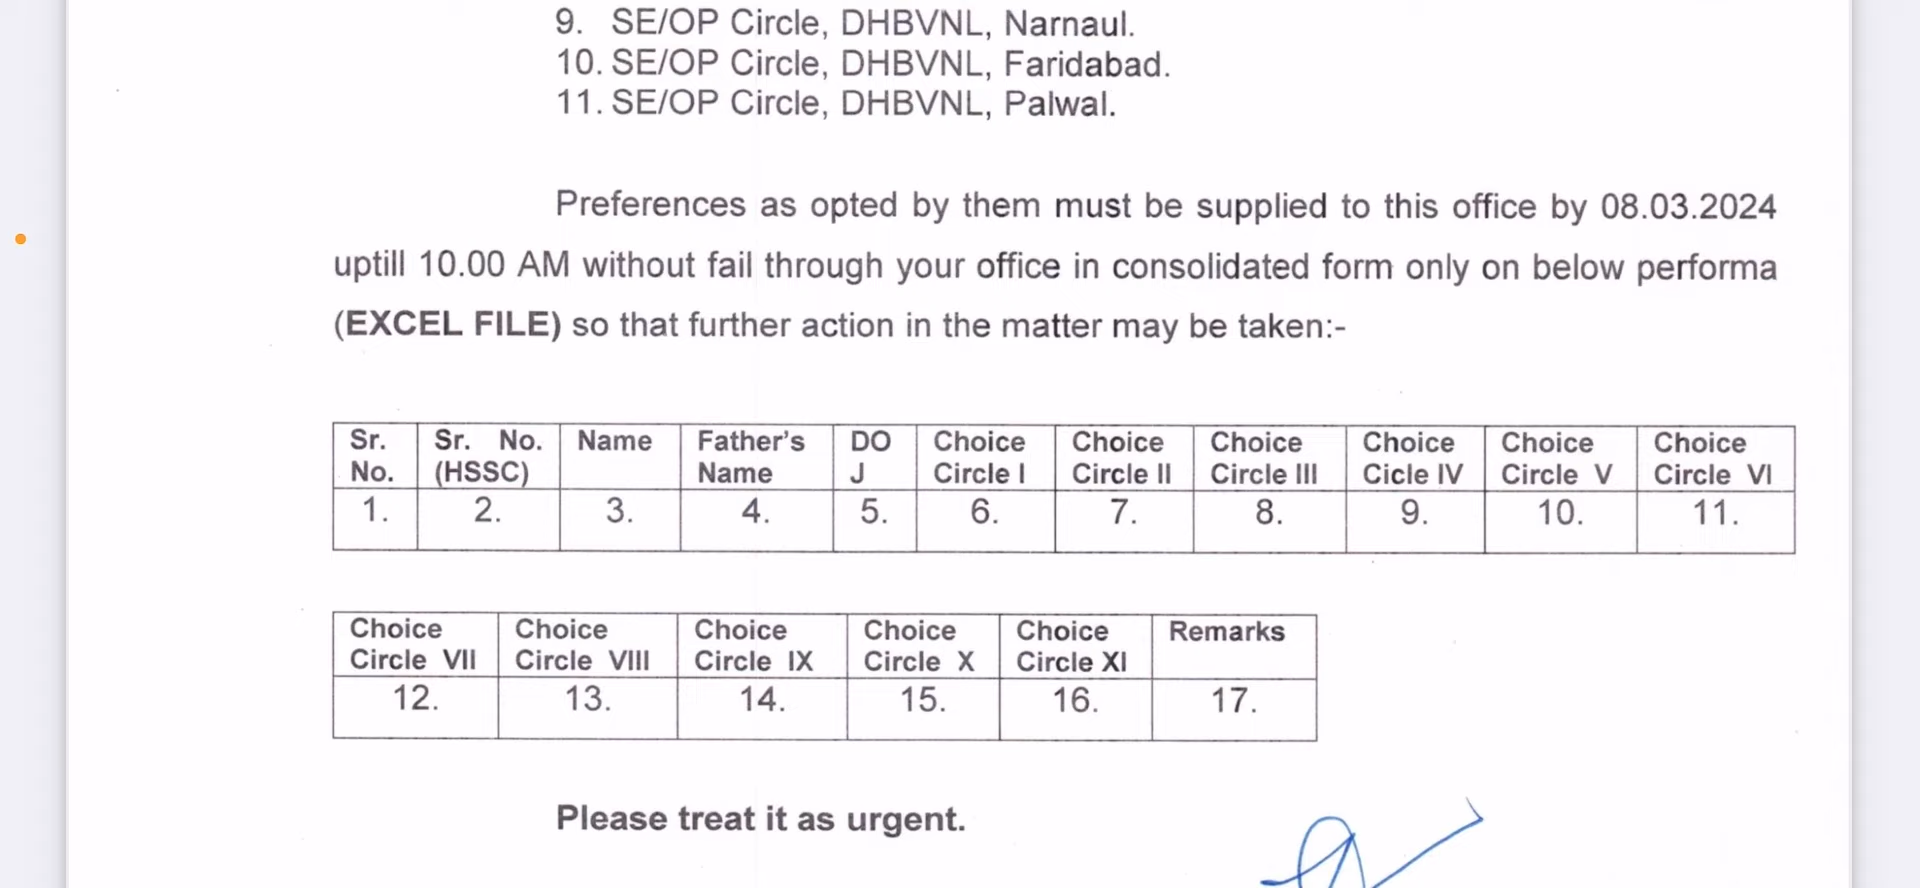 9. SE/OP Circle, DHBVNL, Narnaul.
10. SE/OP Circle, DHBVNL, Faridabad.
11. SE/OP Circle, DHBVNL, Palwal.
Preferences as opted by them must be supplied to this office by 08.03.2024
uptill 10.00 AM without fail through your office in consolidated form only on below performa
(EXCEL FILE) so that further action in the matter may be taken:-
Sr. No. Sr. No. (HSSC) Name Father's Name DO J Choice Circle I Choice Circle II Choice Circle III Choice Cicle IV Choice Circle V Choice Circle VI
1. 2. 3. 4. 5. 6. 7. 8. 9. 10. 11.
Choice Circle VII Choice Circle VIII Choice Circle IX Choice Circle X Choice Circle XI Remarks
12. 13. 14. 15. 16. 17.
Please treat it as urgent.